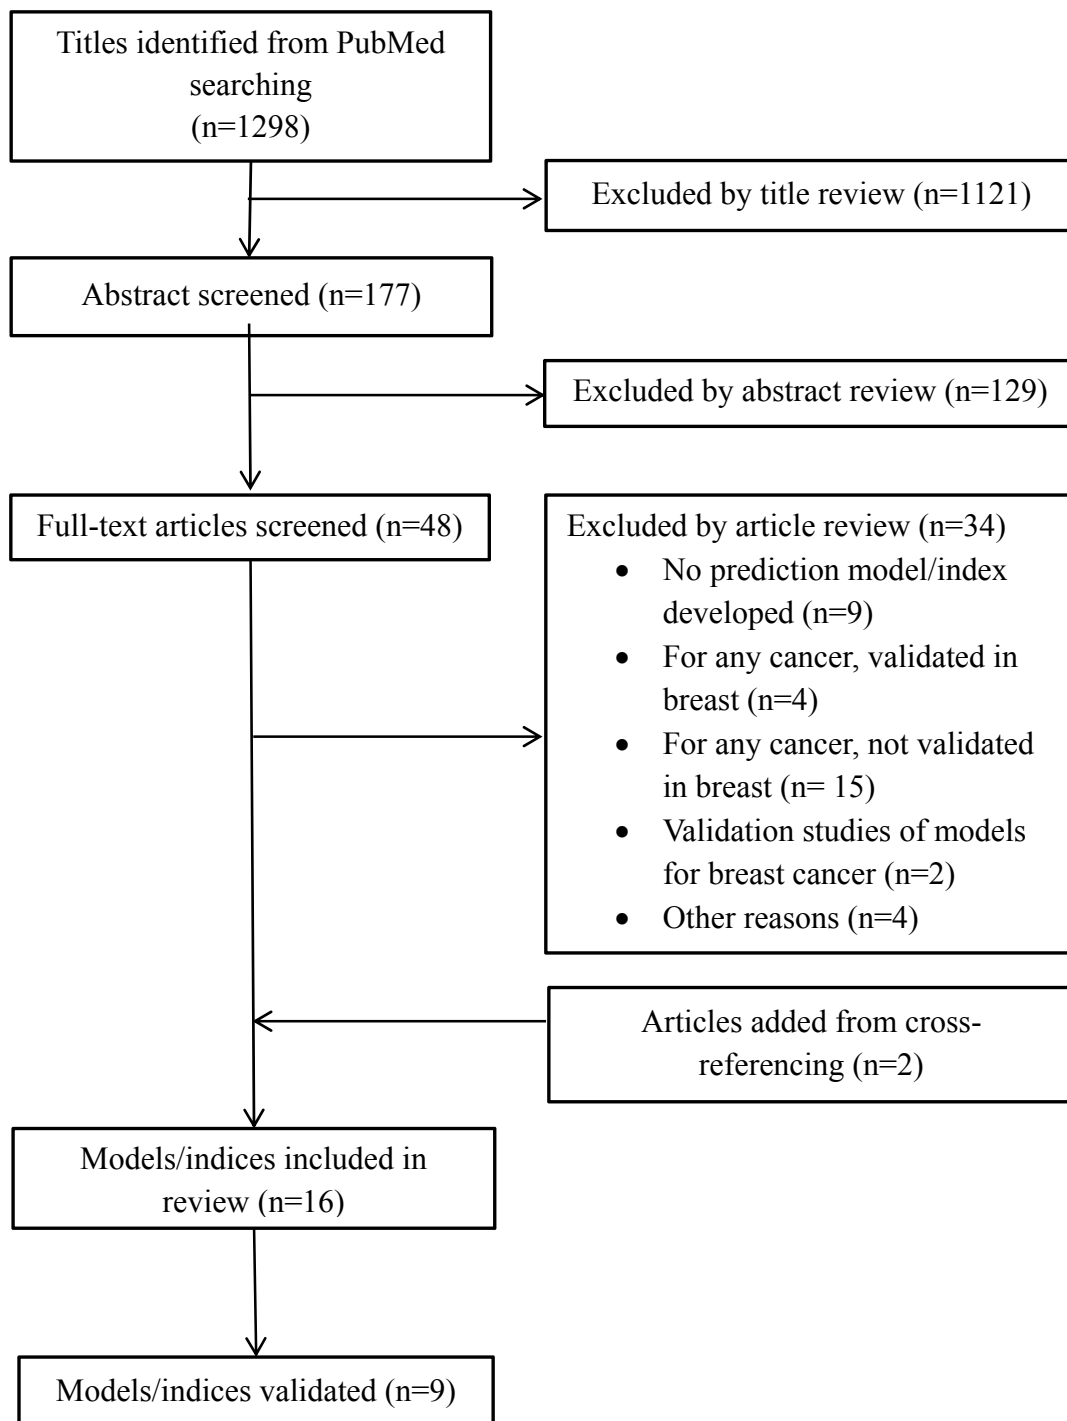 Titles identified from PubMed
searching
(n=1298)
Excluded by title review (n=1121)
Abstract screened (n=177)
Excluded by abstract review (n=129)
Full-text articles screened (n=48)
Excluded by article review (n=34)
• No prediction model/index
developed (n=9)
• For any cancer, validated in
breast (n=4)
• For any cancer, not validated
in breast (n= 15)
• Validation studies of models
for breast cancer (n=2)
• Other reasons (n=4)
Articles added from cross-
referencing (n=2)
Models/indices included in
review (n=16)
Models/indices validated (n=9)